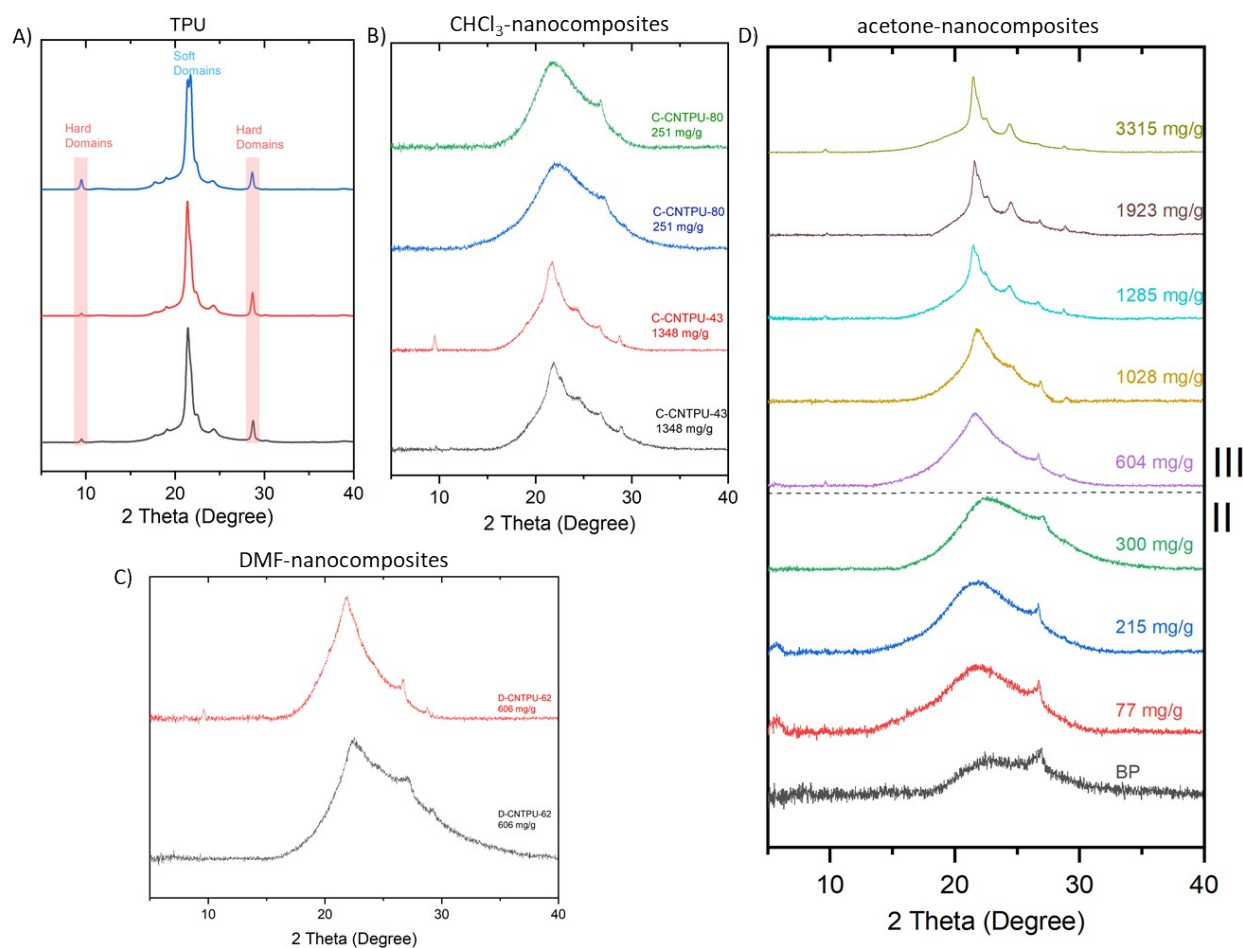 A)
TPU
Soft
Domains
Hard
Domains
Hard
Domains
10
20
30
40
2 Theta (Degree)
B)
CHCl₃-nanocomposites
C-CNTPU-80
251 mg/g
C-CNTPU-80
251 mg/g
C-CNTPU-43
1348 mg/g
C-CNTPU-43
1348 mg/g
10
20
30
40
2 Theta (Degree)
C)
DMF-nanocomposites
D-CNTPU-62
606 mg/g
D-CNTPU-62
606 mg/g
10
20
30
40
2 Theta (Degree)
D)
acetone-nanocomposites
3315 mg/g
1923 mg/g
1285 mg/g
1028 mg/g
604 mg/g
III
II
300 mg/g
215 mg/g
77 mg/g
BP
10
20
30
40
2 Theta (Degree)